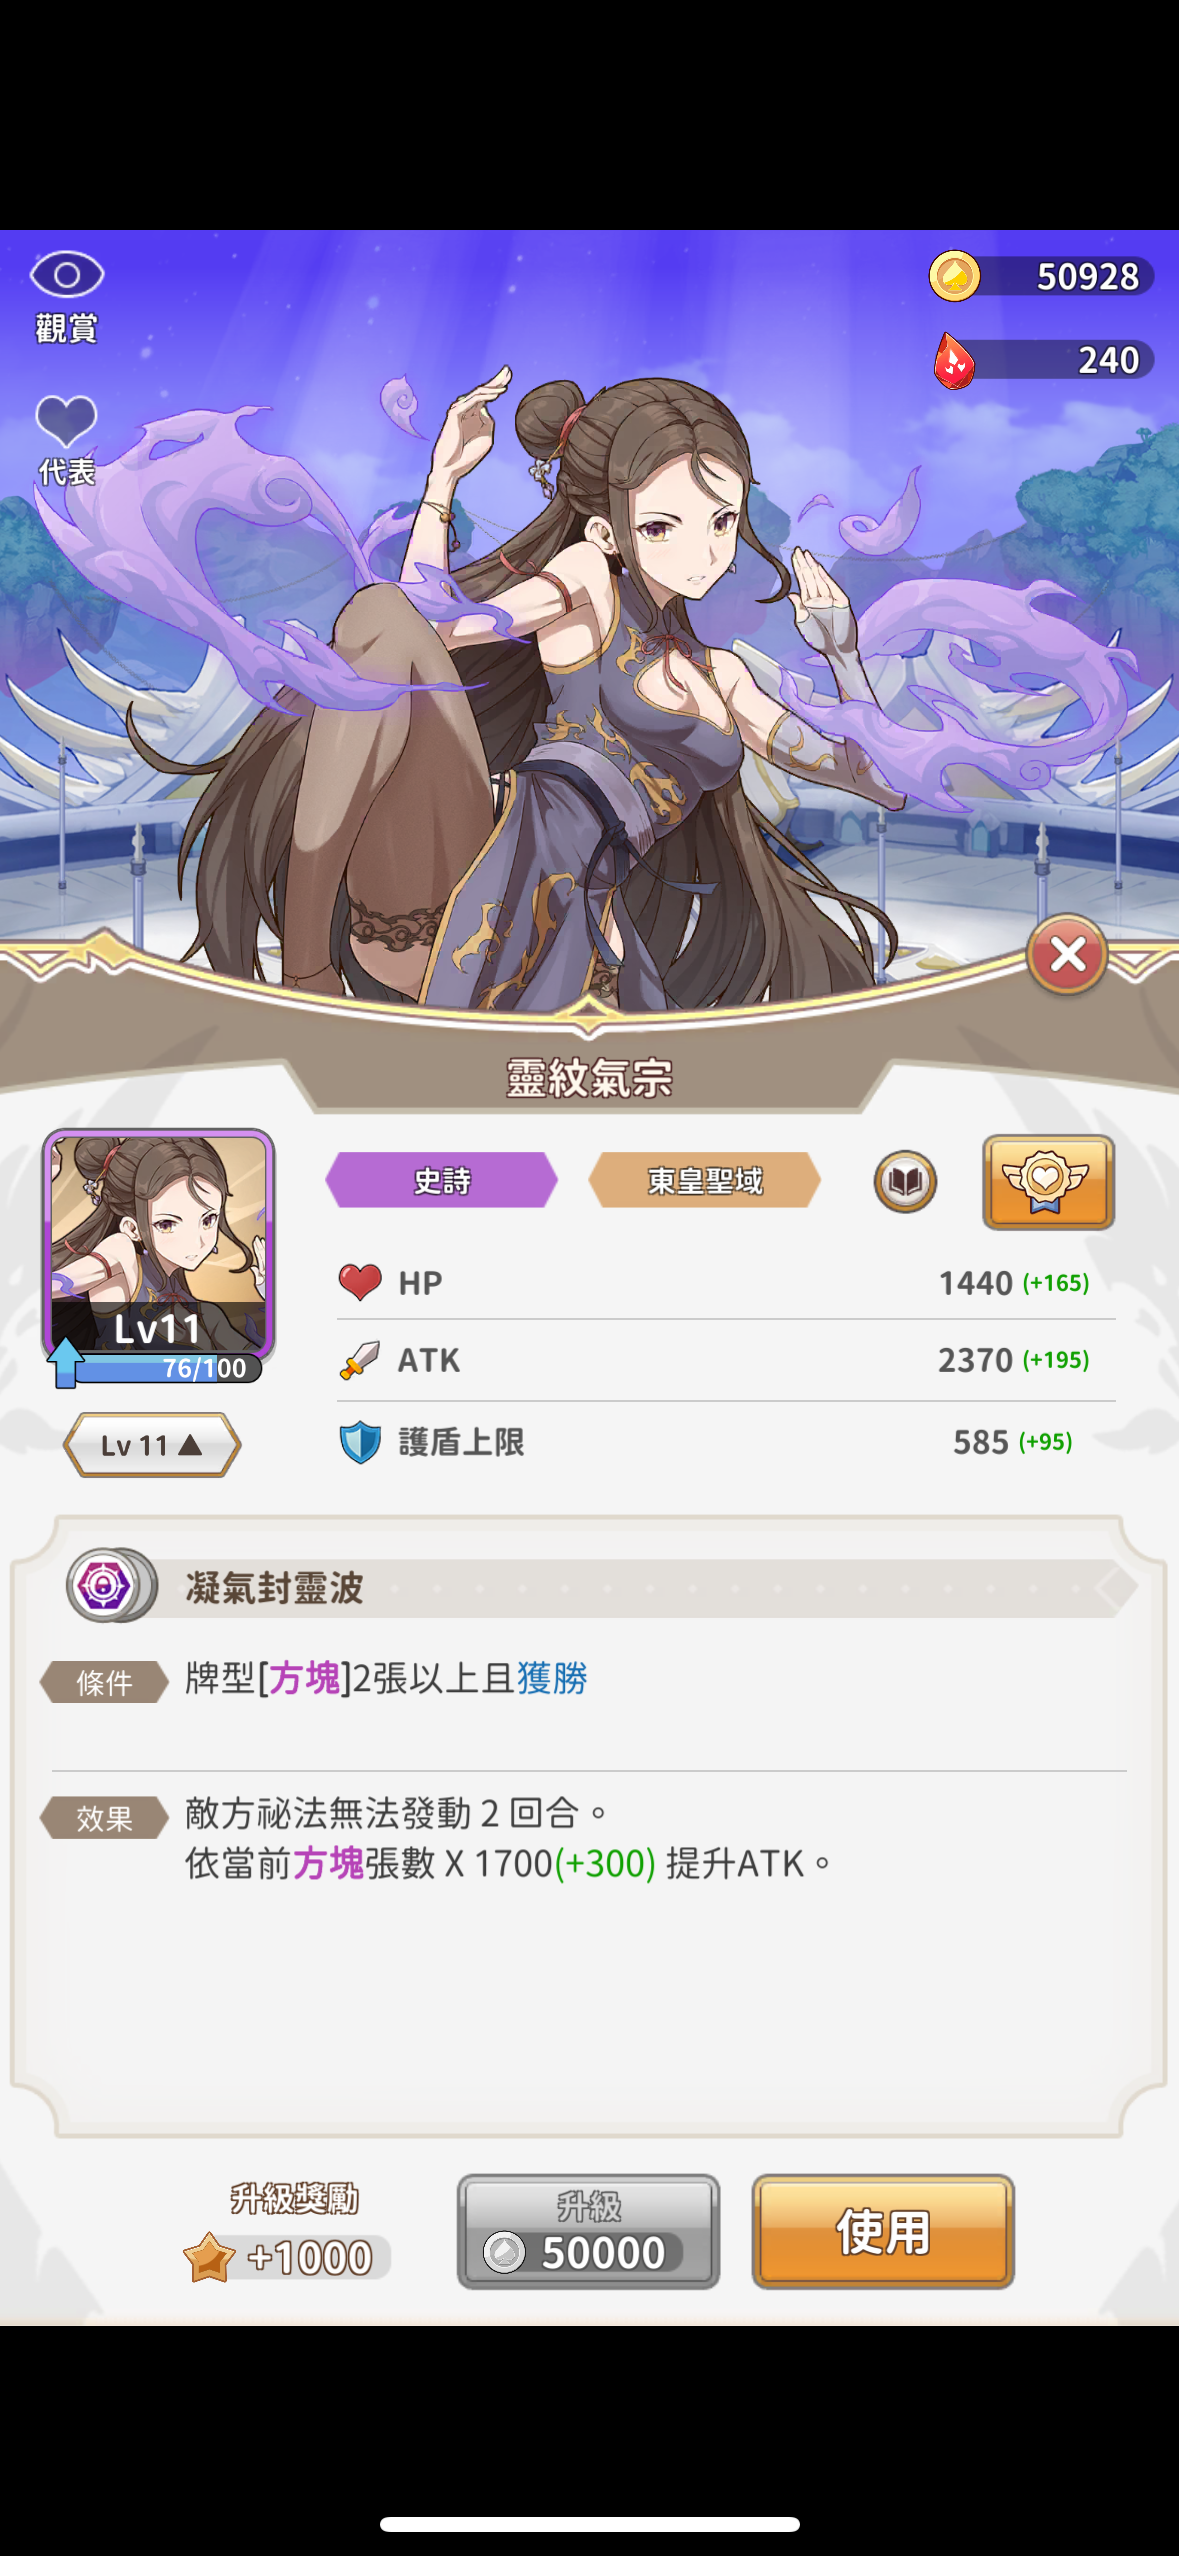 觀賞
50928
240
代表
靈紋氣宗
史詩
東皇聖域
Lv11
76/100
Lv 11 ▲
HP
1440 (+165)
ATK
2370 (+195)
護盾上限
585 (+95)
凝氣封靈波
條件
牌型[方塊]2張以上且獲勝
效果
敵方祕法無法發動 2 回合。
依當前方塊張數 X 1700(+300) 提升ATK。
升級獎勵
+1000
升級
50000
使用